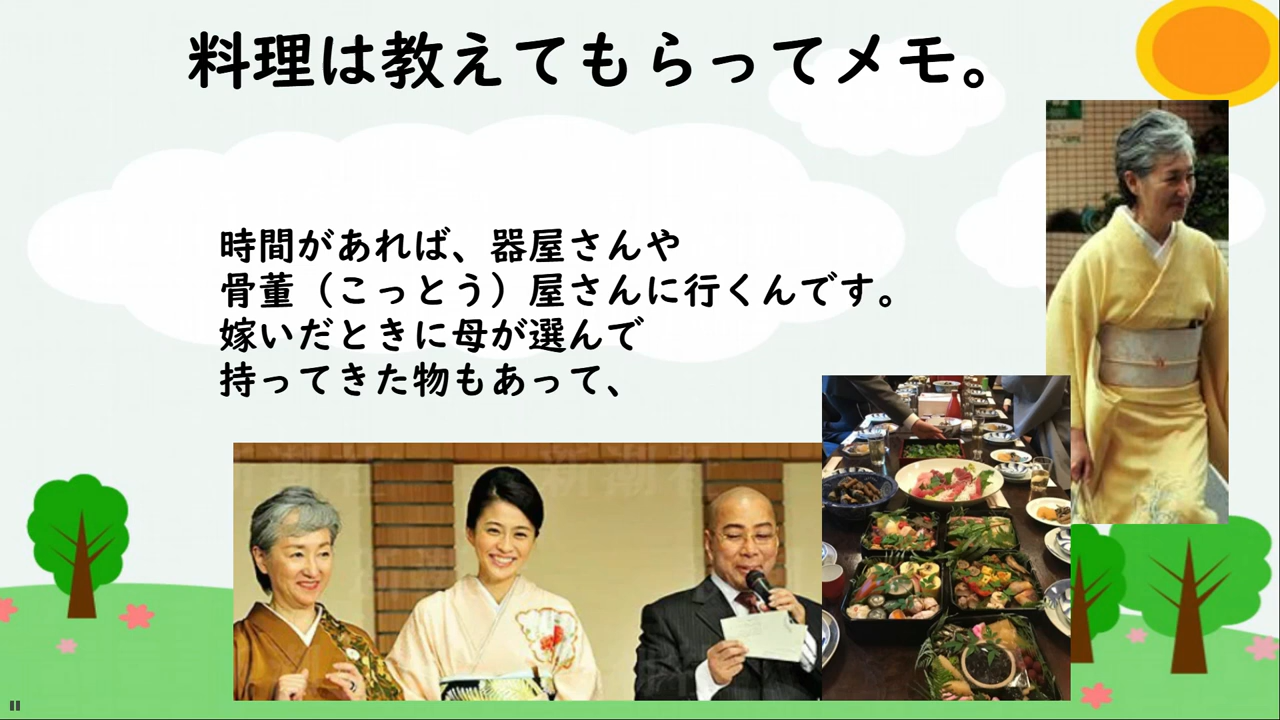 料理は教えてもらってメモ。
時間があれば、器屋さんや
骨董（こっとう）屋さんに行くんです。
嫁いだときに母が選んで
持ってきた物もあって、